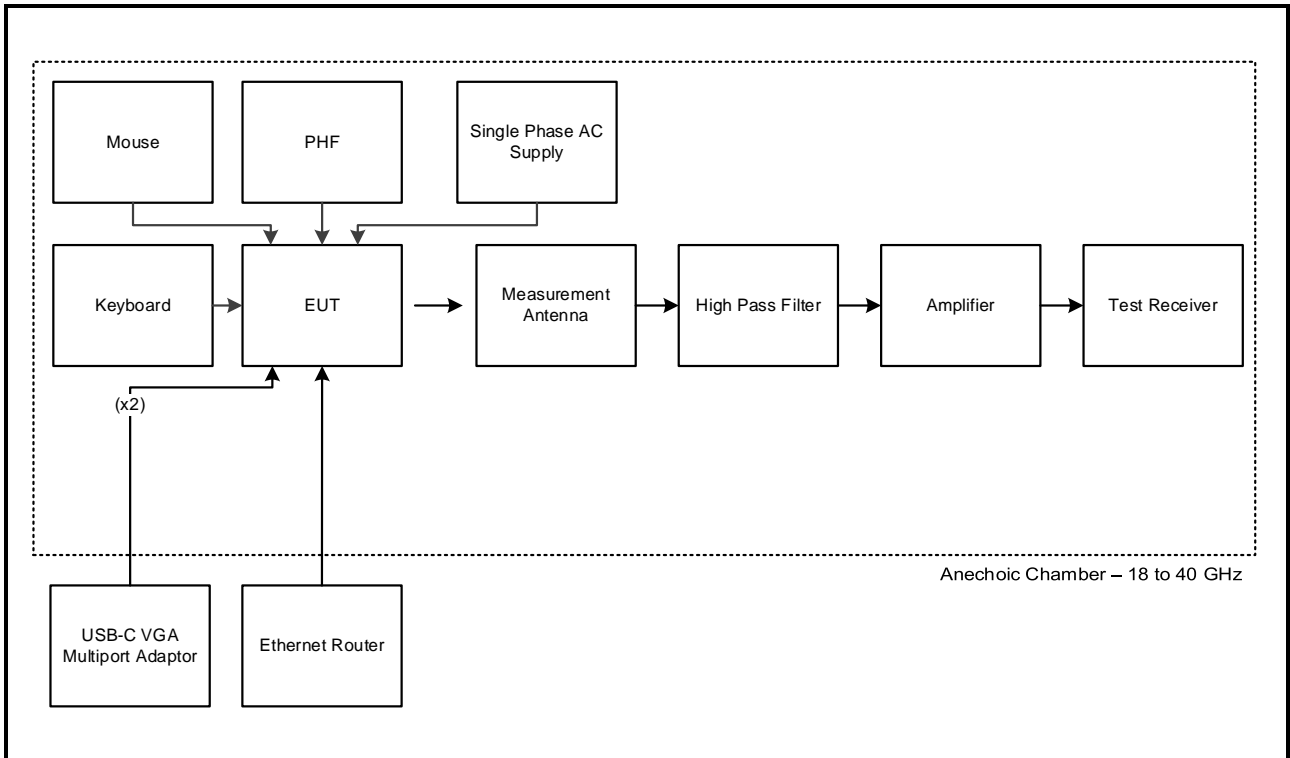 Mouse
PHF
Single Phase AC
Supply
Keyboard
EUT
Measurement
Antenna
High Pass Filter
Amplifier
Test Receiver
(x2)
Anechoic Chamber – 18 to 40 GHz
USB-C VGA
Multiport Adaptor
Ethernet Router